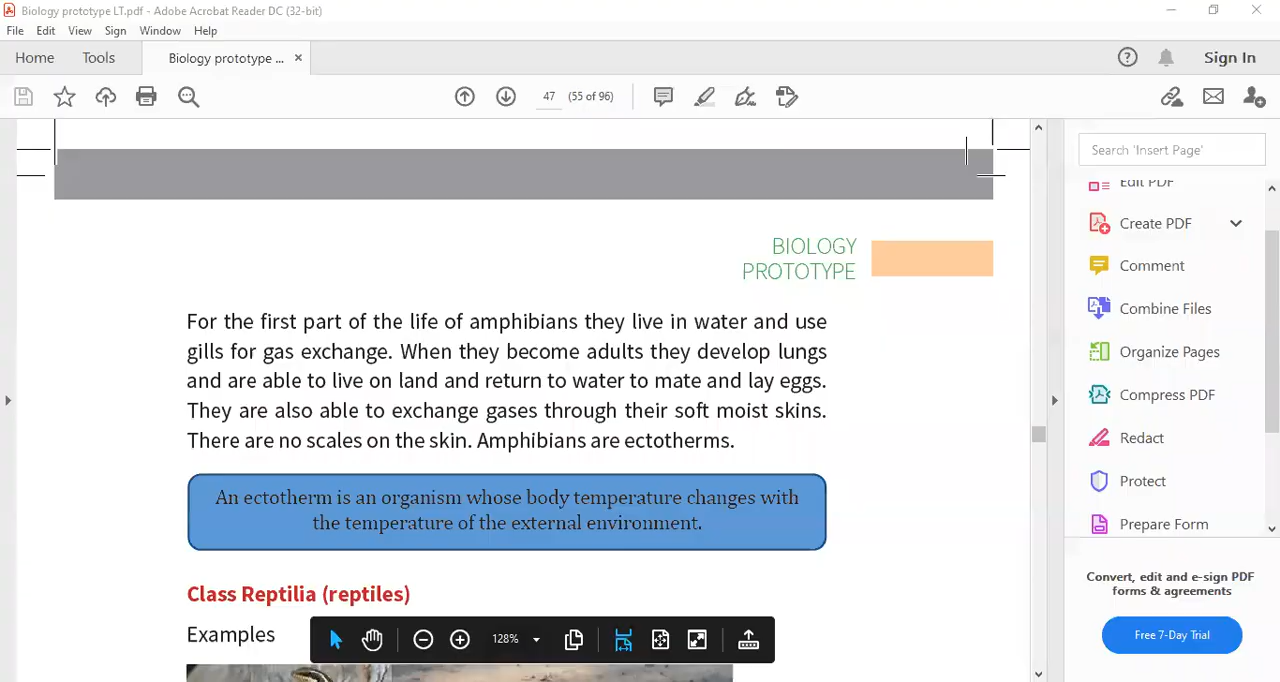 Biology prototype LT.pdf - Adobe Acrobat Reader DC (32-bit)
File Edit View Sign Window Help
Home Tools Biology prototype ... × Sign In
47 (55 of 96)
Search 'Insert Page'
Edit PDF
Create PDF
Comment
Combine Files
Organize Pages
Compress PDF
Redact
Protect
Prepare Form
Convert, edit and e-sign PDF
forms & agreements
Free 7-Day Trial
BIOLOGY
PROTOTYPE
For the first part of the life of amphibians they live in water and use
gills for gas exchange. When they become adults they develop lungs
and are able to live on land and return to water to mate and lay eggs.
They are also able to exchange gases through their soft moist skins.
There are no scales on the skin. Amphibians are ectotherms.
An ectotherm is an organism whose body temperature changes with
the temperature of the external environment.
Class Reptilia (reptiles)
Examples
128%